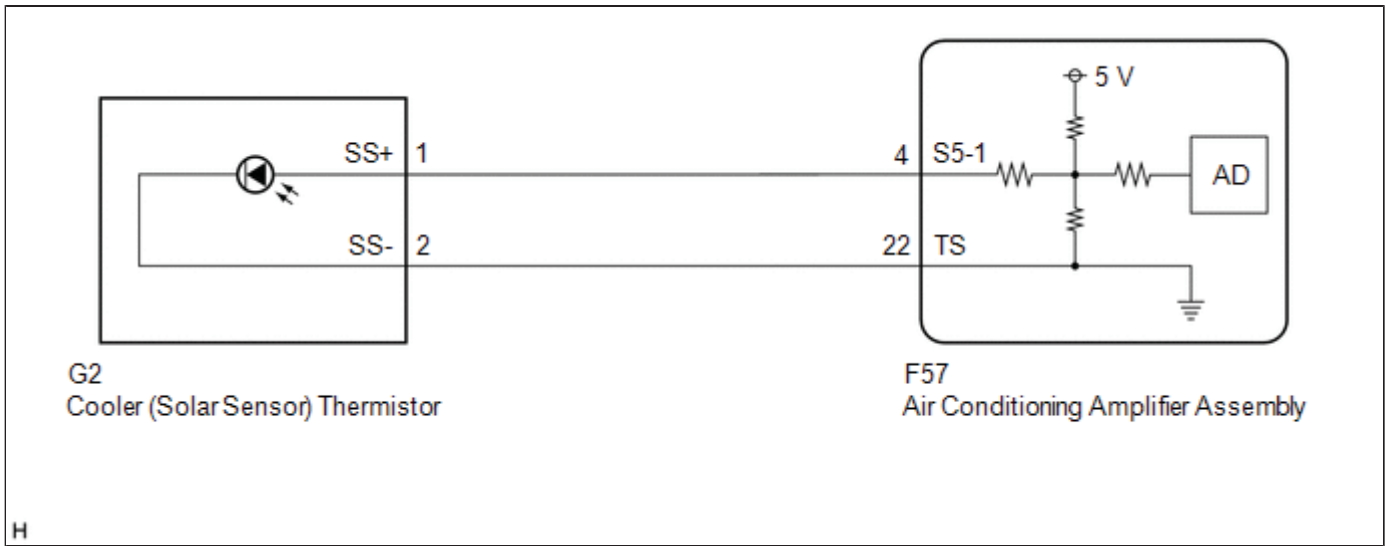 5 V
SS+ 1
4 S5-1
AD
SS- 2
22 TS
G2
Cooler (Solar Sensor) Thermistor
F57
Air Conditioning Amplifier Assembly
H